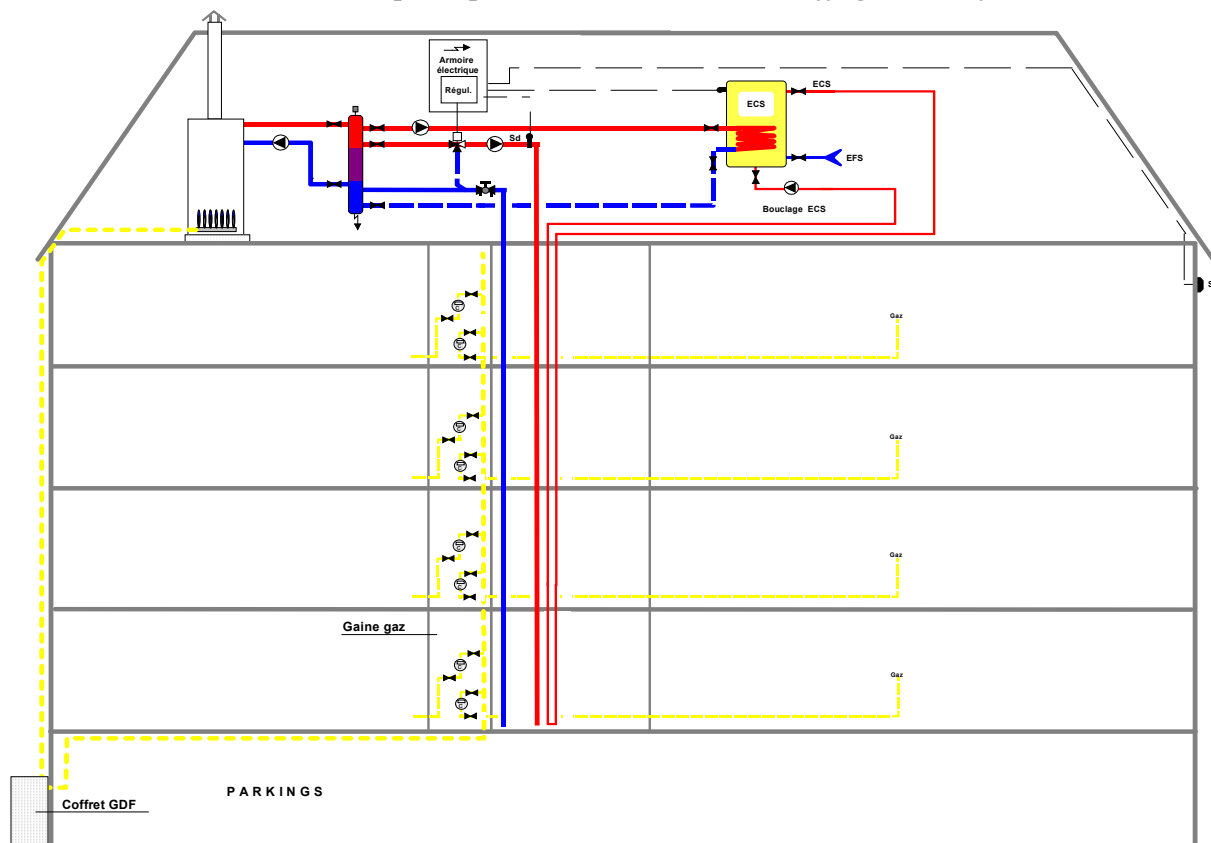 Armoire
électrique
Régul.
Sd
ECS
ECS
EFS
Bouclage ECS
Gaz
Gaz
Gaz
Gaine gaz
Gaz
PARKINGS
Coffret GDF